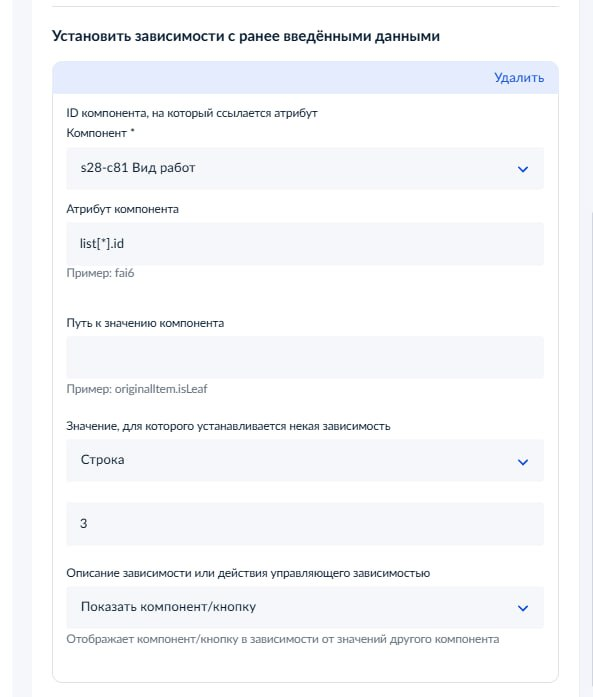 Установить зависимости с ранее введёнными данными
Удалить
ID компонента, на который ссылается атрибут
Компонент *
s28-c81 Вид работ
Атрибут компонента
list[*].id
Пример: fai6
Путь к значению компонента
Пример: originalItem.isLeaf
Значение, для которого устанавливается некая зависимость
Строка
3
Описание зависимости или действия управляющего зависимостью
Показать компонент/кнопку
Отображает компонент/кнопку в зависимости от значений другого компонента